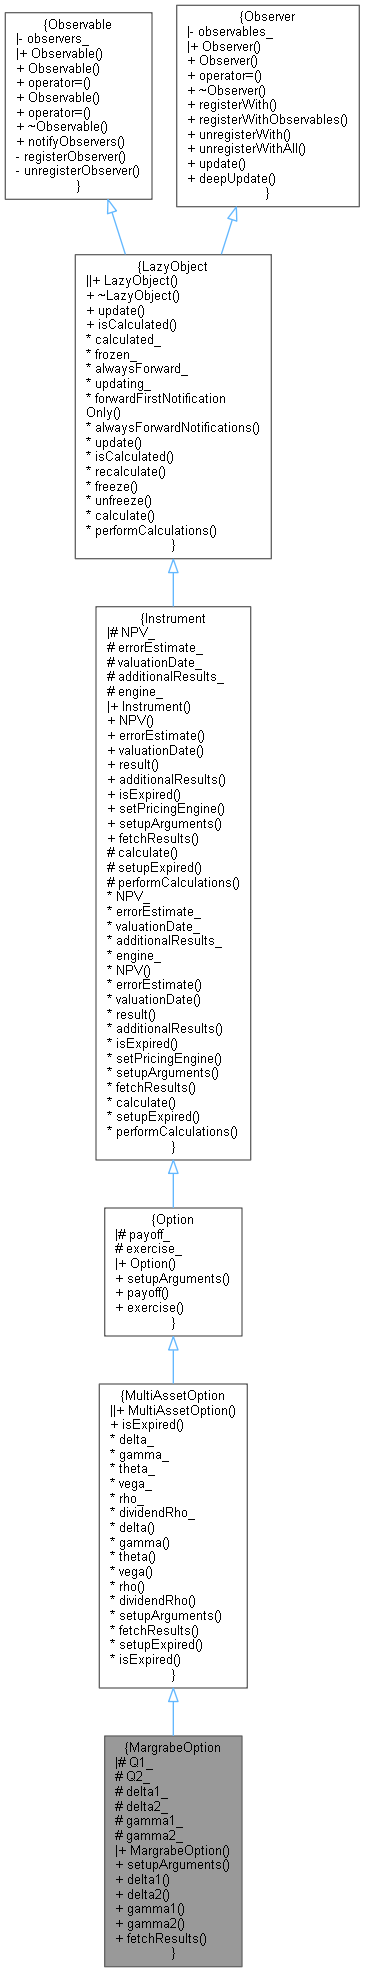 {Observable
|- observers_
|+ Observable()
+ Observable()
+ operator=()
+ Observable()
+ operator=()
+ ~Observable()
+ notifyObservers()
- registerObserver()
- unregisterObserver()
}
{Observer
|- observables_
|+ Observer()
+ Observer()
+ operator=()
+ ~Observer()
+ registerWith()
+ registerWithObservables()
+ unregisterWith()
+ unregisterWithAll()
+ update()
+ deepUpdate()
}
{LazyObject
||+ LazyObject()
+ ~LazyObject()
+ update()
+ isCalculated()
* calculated_
* frozen_
* alwaysForward_
* updating_
* forwardFirstNotification
Only()
* alwaysForwardNotifications()
* update()
* isCalculated()
* recalculate()
* freeze()
* unfreeze()
* calculate()
* performCalculations()
}
{Instrument
|# NPV_
# errorEstimate_
# valuationDate_
# additionalResults_
# engine_
|+ Instrument()
+ NPV()
+ errorEstimate()
+ valuationDate()
+ result()
+ additionalResults()
+ isExpired()
+ setPricingEngine()
+ setupArguments()
+ fetchResults()
# calculate()
# setupExpired()
# performCalculations()
* NPV_
* errorEstimate_
* valuationDate_
* additionalResults_
* engine_
* NPV()
* errorEstimate()
* valuationDate()
* result()
* additionalResults()
* isExpired()
* setPricingEngine()
* setupArguments()
* fetchResults()
* calculate()
* setupExpired()
* performCalculations()
}
{Option
|# payoff_
# exercise_
|+ Option()
+ setupArguments()
+ payoff()
+ exercise()
}
{MultiAssetOption
||+ MultiAssetOption()
+ isExpired()
* delta_
* gamma_
* theta_
* vega_
* rho_
* dividendRho_
* delta()
* gamma()
* theta()
* vega()
* rho()
* dividendRho()
* setupArguments()
* fetchResults()
* setupExpired()
* isExpired()
}
{MargrabeOption
|# Q1_
# Q2_
# delta1_
# delta2_
# gamma1_
# gamma2_
|+ MargrabeOption()
+ setupArguments()
+ delta1()
+ delta2()
+ gamma1()
+ gamma2()
+ fetchResults()
}